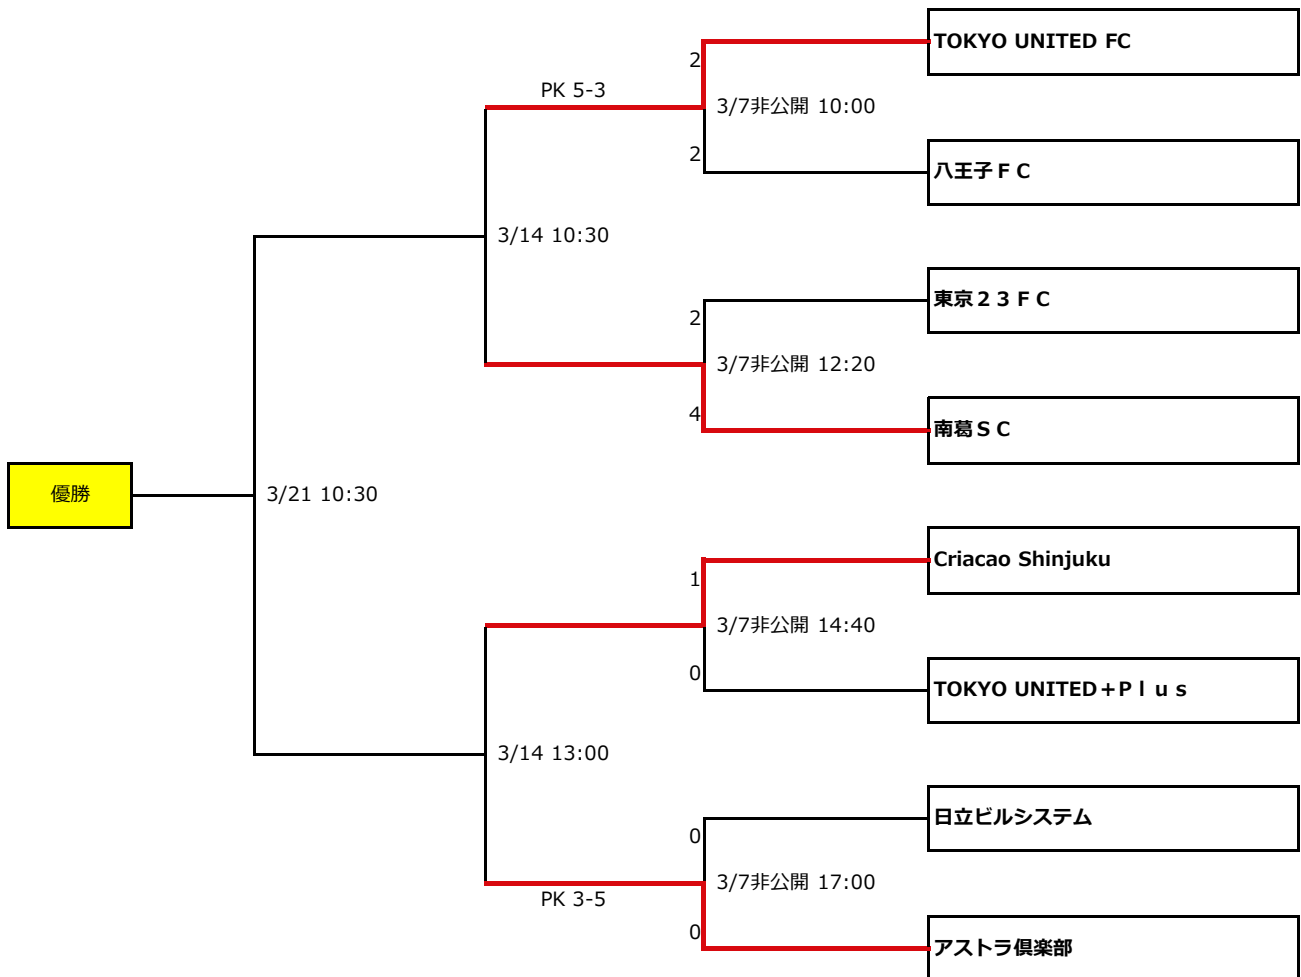 TOKYO UNITED FC
2
PK 5-3
3/7非公開 10:00
2
八王子ＦＣ
3/14 10:30
東京２３ＦＣ
2
3/7非公開 12:20
4
南葛ＳＣ
優勝
3/21 10:30
Criacao Shinjuku
1
3/7非公開 14:40
0
TOKYO UNITED＋Ｐｌｕｓ
3/14 13:00
日立ビルシステム
0
3/7非公開 17:00
PK 3-5
0
アストラ倶楽部